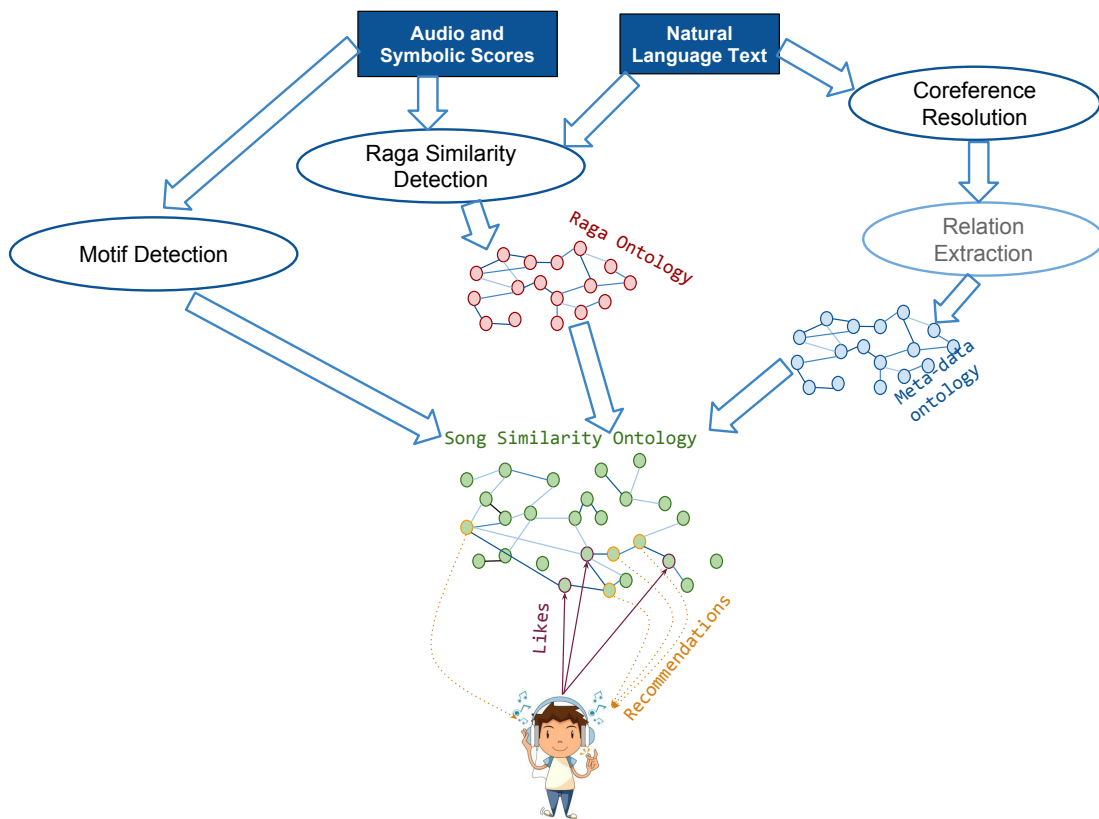 Audio and
Symbolic Scores
Natural
Language Text
Coreference
Resolution
Raga Similarity
Detection
Motif Detection
Raga Ontology
Relation
Extraction
Meta-data
ontology
Song Similarity Ontology
Likes
Recommendations